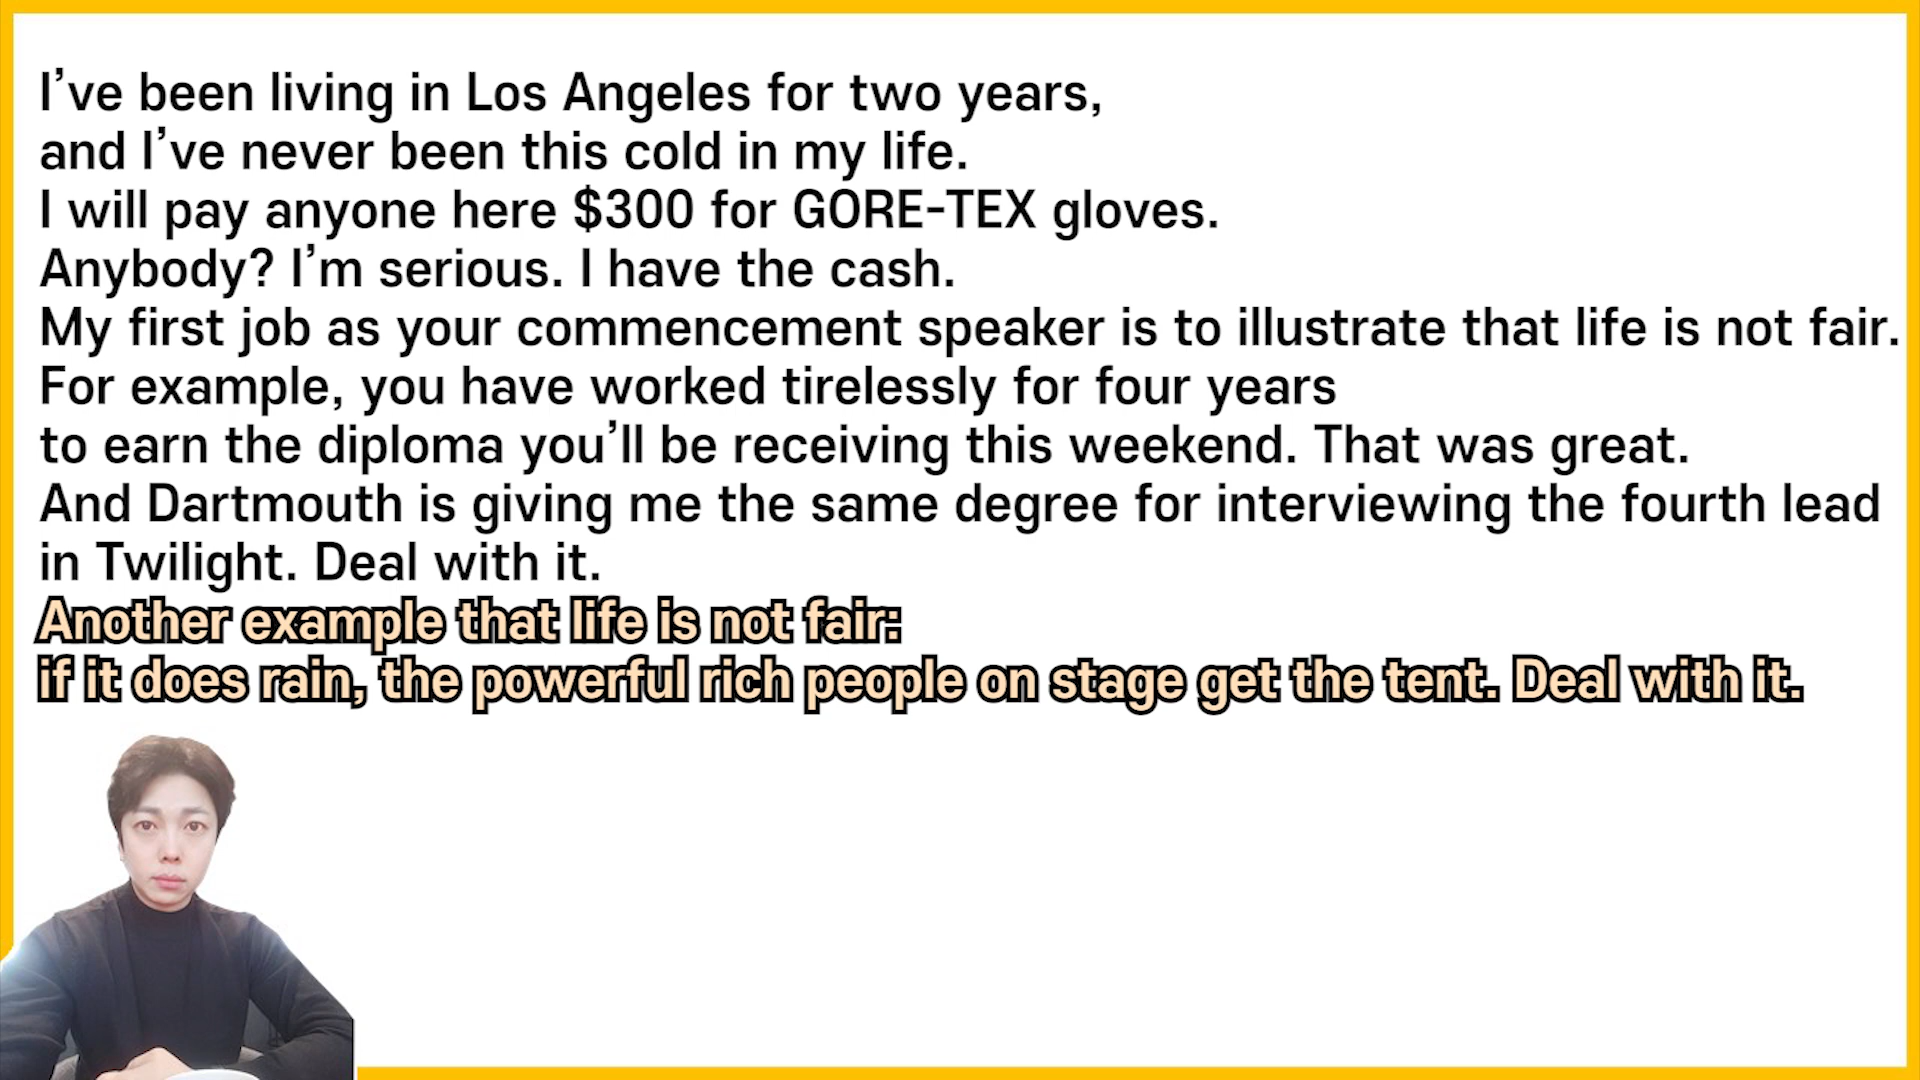 I’ve been living in Los Angeles for two years,
and I’ve never been this cold in my life.
I will pay anyone here $300 for GORE-TEX gloves.
Anybody? I’m serious. I have the cash.
My first job as your commencement speaker is to illustrate that life is not fair.
For example, you have worked tirelessly for four years
to earn the diploma you’ll be receiving this weekend. That was great.
And Dartmouth is giving me the same degree for interviewing the fourth lead
in Twilight. Deal with it.
Another example that life is not fair:
if it does rain, the powerful rich people on stage get the tent. Deal with it.